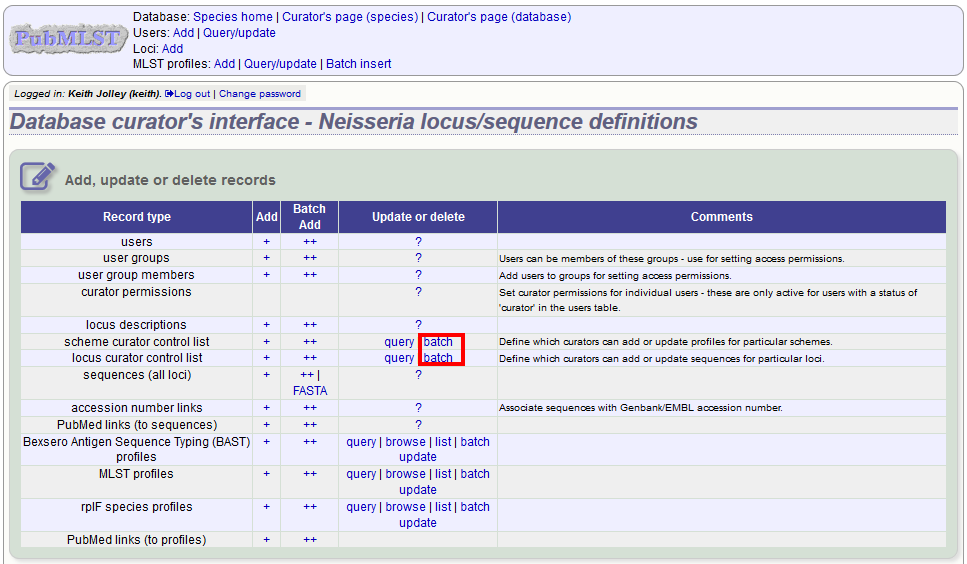 PubMLST
Database: Species home | Curator's page (species) | Curator's page (database)
Users: Add | Query/update
Loci: Add
MLST profiles: Add | Query/update | Batch insert
Logged in: Keith Jolley (keith). Log out | Change password
Database curator's interface - Neisseria locus/sequence definitions
Add, update or delete records
Record type Add Batch Add Update or delete Comments
users + ++ ?
user groups + ++ ? Users can be members of these groups - use for setting access permissions.
user group members + ++ ? Add users to groups for setting access permissions.
curator permissions ? Set curator permissions for individual users - these are only active for users with a status of
'curator' in the users table.
locus descriptions + ++ ?
scheme curator control list + ++ query batch Define which curators can add or update profiles for particular schemes.
locus curator control list + ++ query batch Define which curators can add or update sequences for particular loci.
sequences (all loci) + ++ | ?
FASTA
accession number links + ++ ? Associate sequences with Genbank/EMBL accession number.
PubMed links (to sequences) + ++ ?
Bexsero Antigen Sequence Typing (BAST) + ++ query | browse | list | batch
profiles update
MLST profiles + ++ query | browse | list | batch
update
rplF species profiles + ++ query | browse | list | batch
update
PubMed links (to profiles) + ++